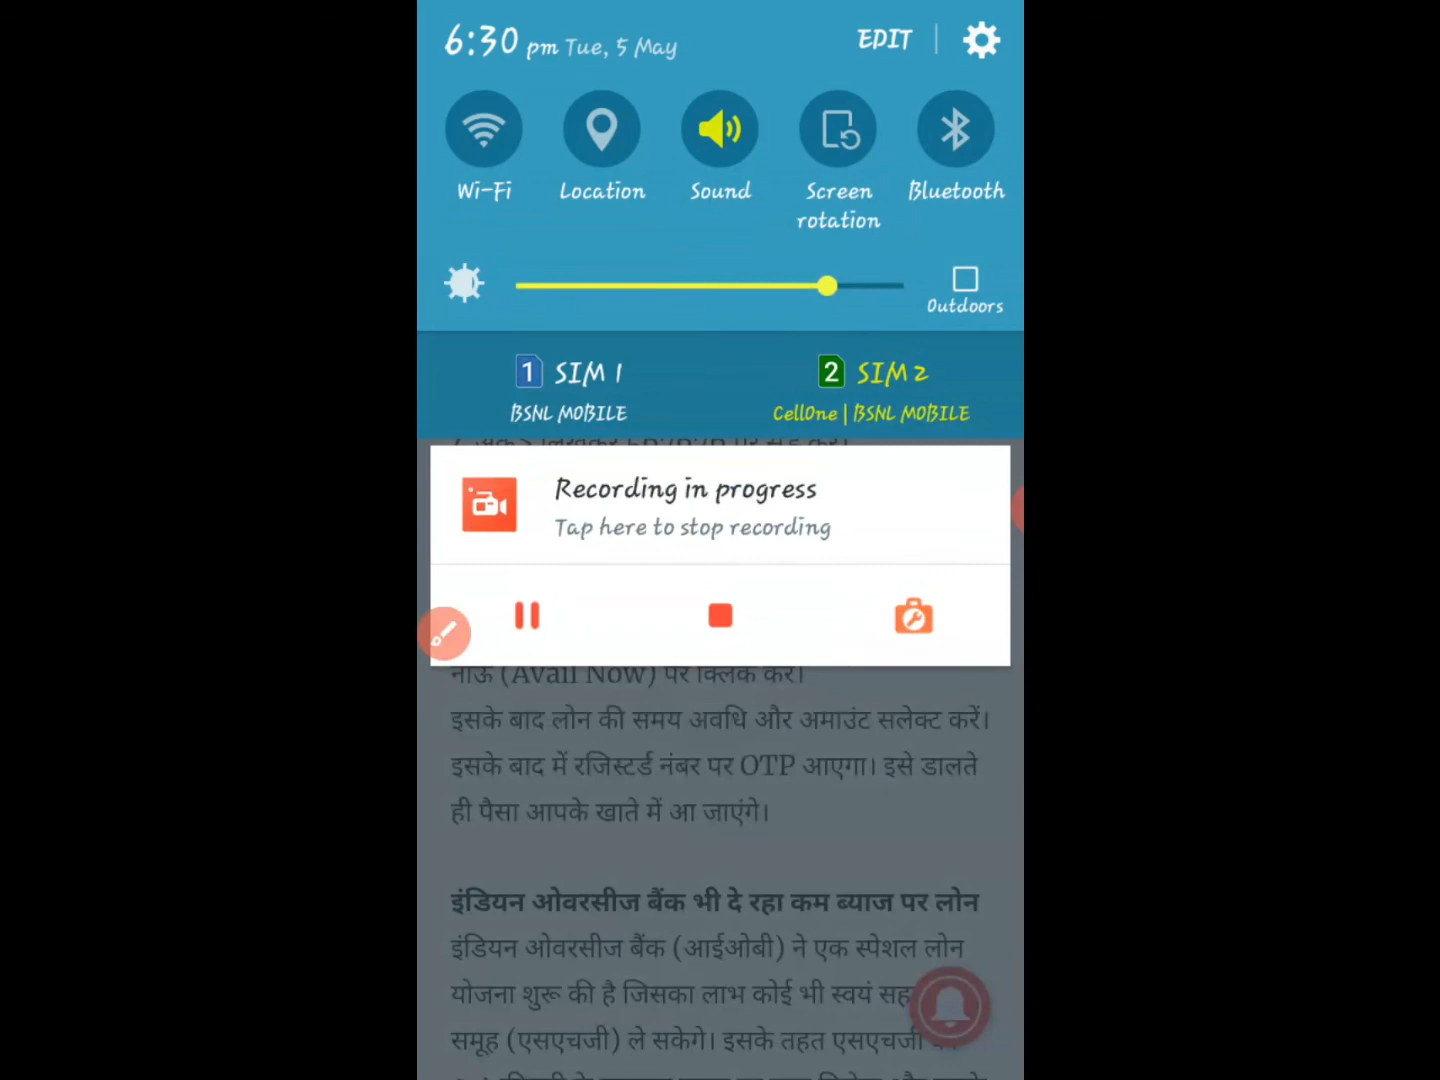 6:30 pm Tue, 5 May EDIT
Wi-Fi Location Sound Screen rotation Bluetooth
Outdoors
1 SIM 1 2 SIM 2
BSNL MOBILE CellOne | BSNL MOBILE
Recording in progress
Tap here to stop recording
नाऊ (Avail Now) पर क्लिक करें।
इसके बाद लोन की समय अवधि और अमाउंट सलेक्ट करें।
इसके बाद में रजिस्टर्ड नंबर पर OTP आएगा। इसे डालते
ही पैसा आपके खाते में आ जाएंगे।
इंडियन ओवरसीज बैंक भी दे रहा कम ब्याज पर लोन
इंडियन ओवरसीज बैंक (आईओबी) ने एक स्पेशल लोन
योजना शुरू की है जिसका लाभ कोई भी स्वयं
समूह (एसएचजी) ले सकेगे। इसके तहत एसएचजी